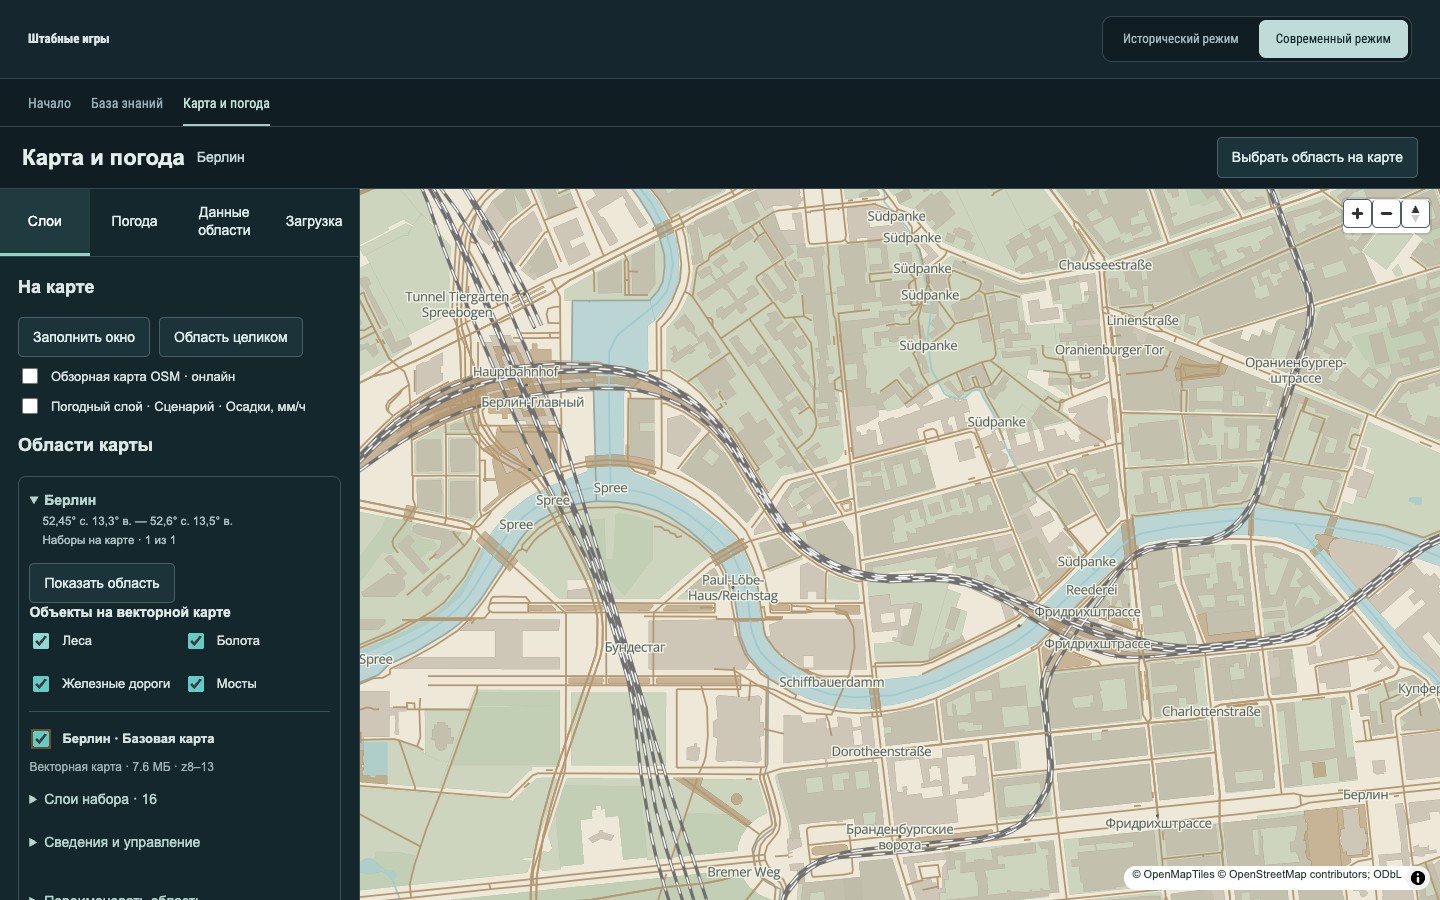 Штабные игры
Исторический режим
Современный режим
Начало
База знаний
Карта и погода
Карта и погода
Берлин
Выбрать область на карте
Слои
Погода
Данные
области
Загрузка
На карте
Заполнить окно
Область целиком
Обзорная карта OSM · онлайн
Погодный слой · Сценарий · Осадки, мм/ч
Области карты
Берлин
52,45° с. 13,3° в. — 52,6° с. 13,5° в.
Наборы на карте · 1 из 1
Показать область
Объекты на векторной карте
Леса
Болота
Железные дороги
Мосты
Берлин · Базовая карта
Векторная карта · 7.6 МБ · z8–13
Слои набора · 16
Сведения и управление
Südpanke
Südpanke
Südpanke
Südpanke
Südpanke
Südpanke
Chausseestraße
Tunnel Tiergarten
Spreebogen
Linienstraße
Oranienburger Tor
Ораниенбургер-
штрассе
Hauptbahnhof
Берлин-Главный
Spree
Spree
Spree
Südpanke
Paul-Löbe-
Haus/Reichstag
Reederei
Фридрихштрассе
Фридрихштрассе
Бундестаг
Spree
Schiffbauerdamm
Charlottenstraße
Dorotheenstraße
Берлин
Бранденбургские
ворота
Фридрихштрассе
Bremer Weg
© OpenMapTiles © OpenStreetMap contributors; ODbL